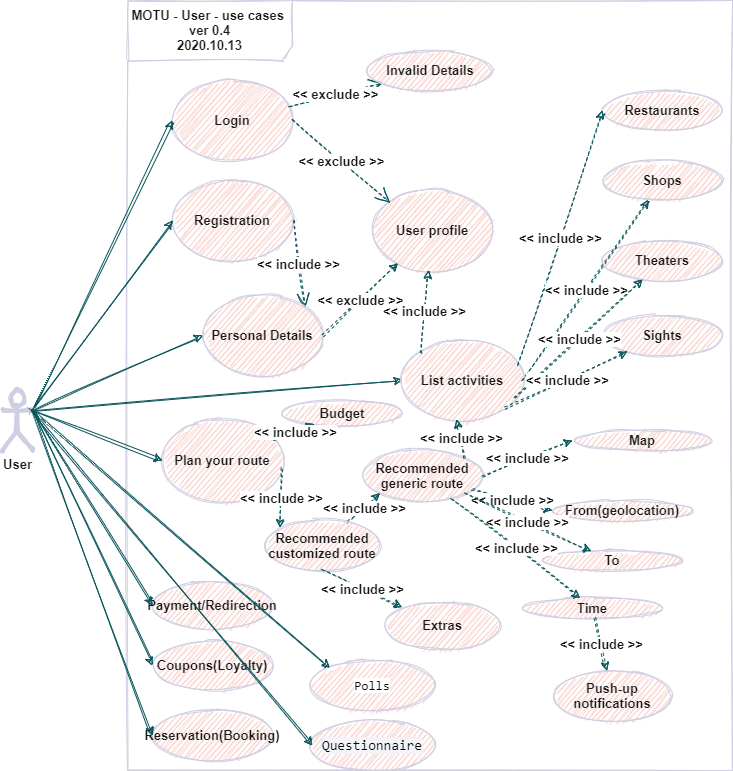 MOTU - User - use cases
ver 0.4
2020.10.13
Invalid Details
<< exclude >>
Login
Restaurants
<< exclude >>
Shops
Registration
User profile
<< include >>
<< include >>
Theaters
<< include >>
<< exclude >>
<< include >>
Personal Details
<< include >>
Sights
List activities
<< include >>
User
Budget
<< include >>
Plan your route
<< include >>
Map
Recommended
generic route
<< include >>
<< include >>
<< include >>
<< include >>
From(geolocation)
<< include >>
Recommended
customized route
<< include >>
To
<< include >>
Extras
Time
Payment/Redirection
<< include >>
Coupons(Loyalty)
Polls
Push-up
notifications
Reservation(Booking)
Questionnaire